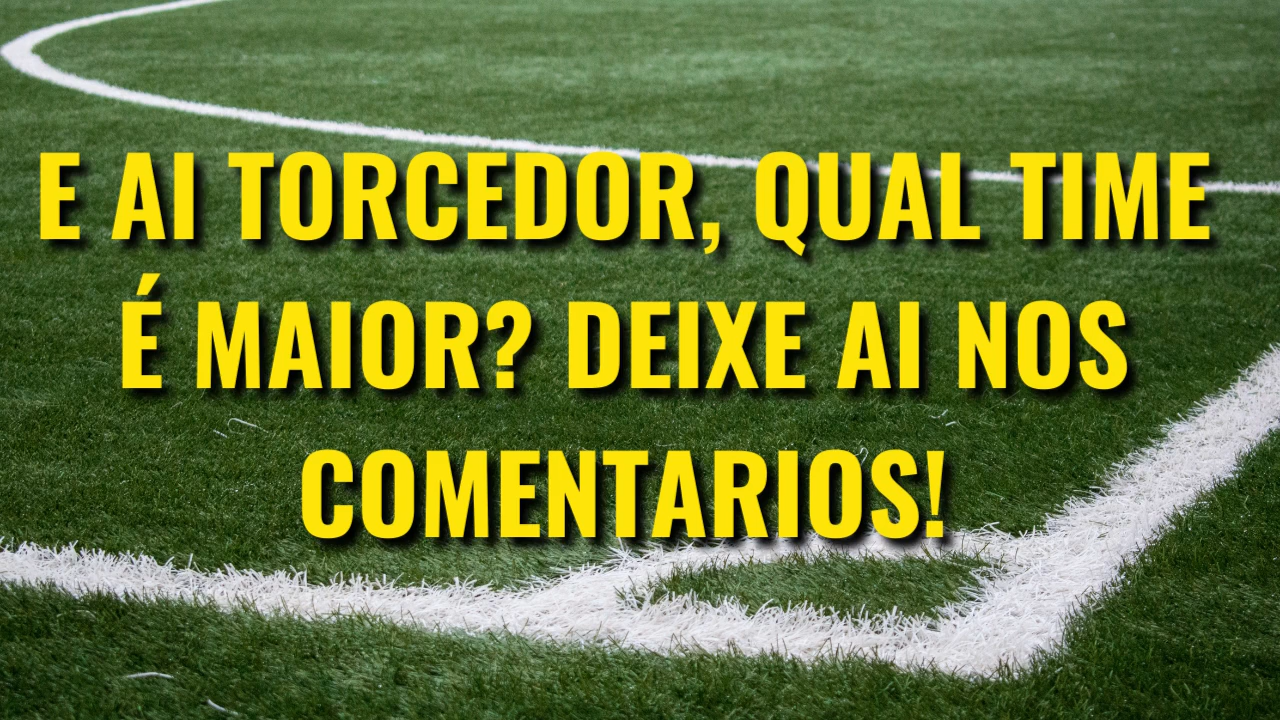 E AI TORCEDOR, QUAL TIME
É MAIOR? DEIXE AI NOS
COMENTARIOS!